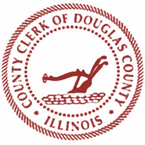 COUNTY CLERK OF DOUGLAS COUNTY
• ILLINOIS •